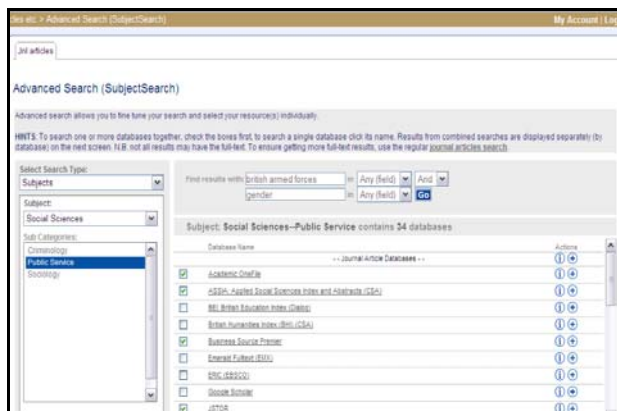 cles etc > Advanced Search (SubjectSearch)
My Account | Log
Jnl articles
Advanced Search (SubjectSearch)
Advanced search allows you to fine tune your search and select your resource(s) individually.
HINTS: To search one or more databases together, check the boxes first, to search a single database click its name. Results from combined searches are displayed separately (by
database) on the next screen. N.B. not all results may have the full-text. To ensure getting more full-text results, use the regular journal articles search.
Select Search Type:
Subjects
Subject:
Social Sciences
Sub Categories:
Criminology
Public Service
Sociology
Find results with: british armed forces in Any (field) And
gender in Any (field) Go
Subject: Social Sciences--Public Service contains 34 databases
Database Name Actions
- - Journal Article Databases - -
Academic OneFile
ASSIA: Applied Social Sciences Index and Abstracts (CSA)
BEI: British Education Index (Dialog)
British Humanities Index (BHI) (CSA)
Business Source Premier
Emerald Fulltext (EMX)
ERIC (EBSCO)
Google Scholar
JSTOR